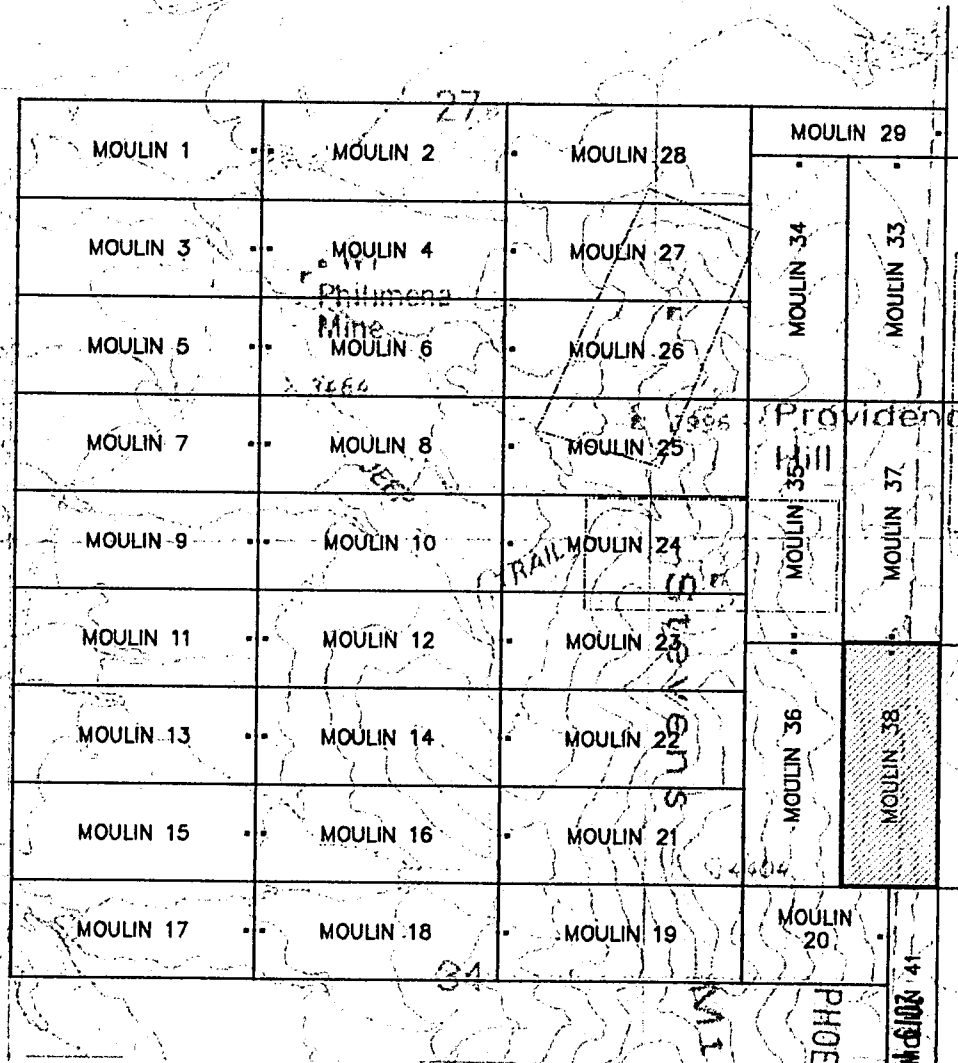 27
MOULIN 1
MOULIN 2
MOULIN 28
MOULIN 29
MOULIN 3
MOULIN 4
MOULIN 27
MOULIN 34
MOULIN 33
Philimena
Mine
MOULIN 5
MOULIN 6
MOULIN 26
MOULIN 7
MOULIN 8
MOULIN 25
7996
Providenc
Hill
MOULIN 35
MOULIN 37
JEEP
TRAIL
MOULIN 9
MOULIN 10
MOULIN 24
MOULIN 11
MOULIN 12
MOULIN 23
Stevens
MOULIN 13
MOULIN 14
MOULIN 22
MOULIN 36
MOULIN 38
MOULIN 15
MOULIN 16
MOULIN 21
MOULIN 17
MOULIN 18
MOULIN 19
MOULIN
20
MOULIN 41
34
MI
PHOE